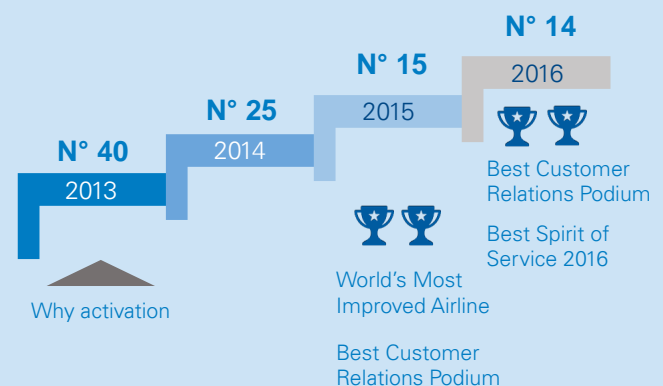 N° 40
2013
Why activation
N° 25
2014
N° 15
2015
World's Most
Improved Airline
Best Customer
Relations Podium
N° 14
2016
Best Customer
Relations Podium
Best Spirit of
Service 2016